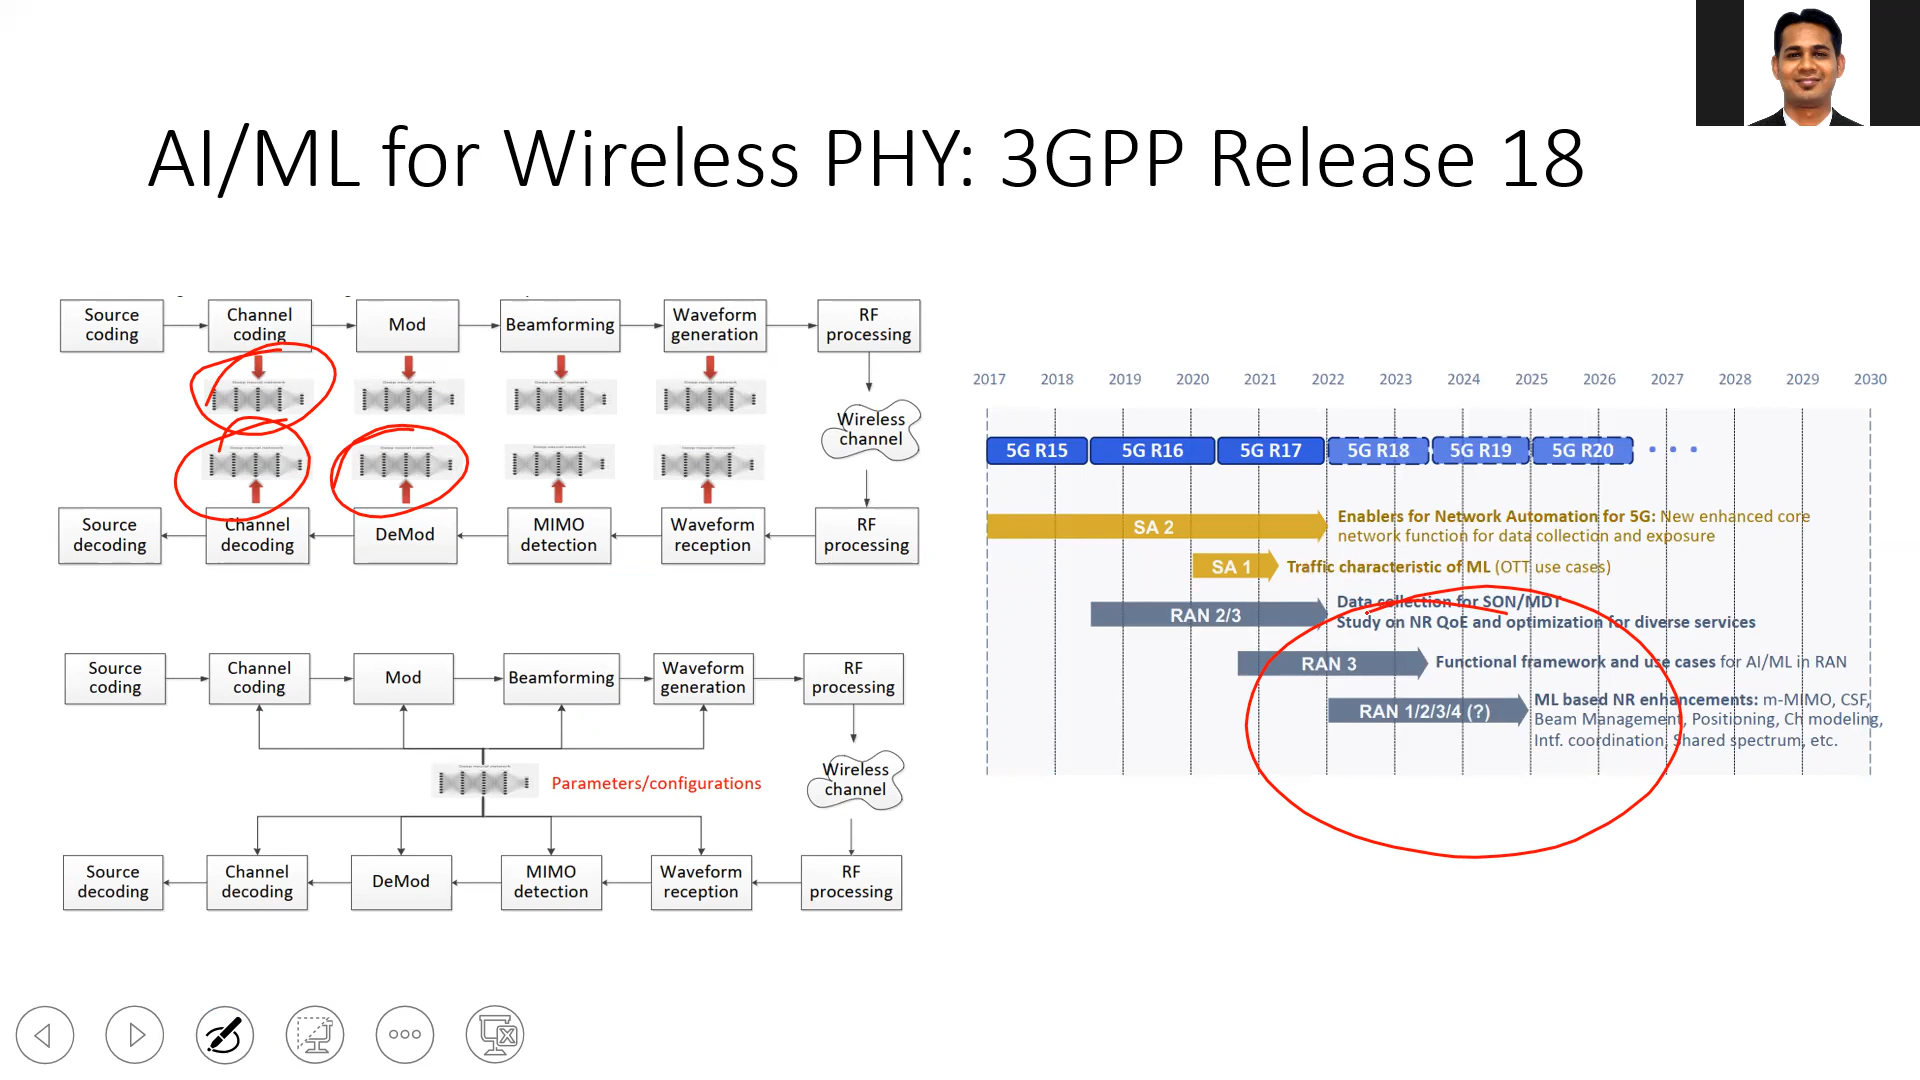 AI/ML for Wireless PHY: 3GPP Release 18
Source
coding
Channel
coding
Mod
Beamforming
Waveform
generation
RF
processing
Wireless
channel
Source
decoding
Channel
decoding
DeMod
MIMO
detection
Waveform
reception
RF
processing
Source
coding
Channel
coding
Mod
Beamforming
Waveform
generation
RF
processing
Parameters/configurations
Wireless
channel
Source
decoding
Channel
decoding
DeMod
MIMO
detection
Waveform
reception
RF
processing
2017 2018 2019 2020 2021 2022 2023 2024 2025 2026 2027 2028 2029 2030
5G R15 5G R16 5G R17 5G R18 5G R19 5G R20
SA 2
Enablers for Network Automation for 5G: New enhanced core
network function for data collection and exposure
SA 1
Traffic characteristic of ML (OTT use cases)
RAN 2/3
Data collection for SON/MDT
Study on NR QoE and optimization for diverse services
RAN 3
Functional framework and use cases for AI/ML in RAN
RAN 1/2/3/4 (?)
ML based NR enhancements: m-MIMO, CSF,
Beam Management, Positioning, Ch modeling,
Intf. coordination, Shared spectrum, etc.